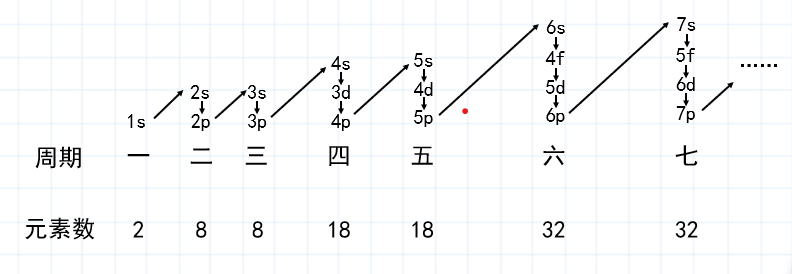 6s 7s
4s 5s 4f 5f ……
2s 3s 3d 4d 5d 6d
1s 2p 3p 4p 5p 6p 7p
周期 一 二 三 四 五 六 七
元素数 2 8 8 18 18 32 32